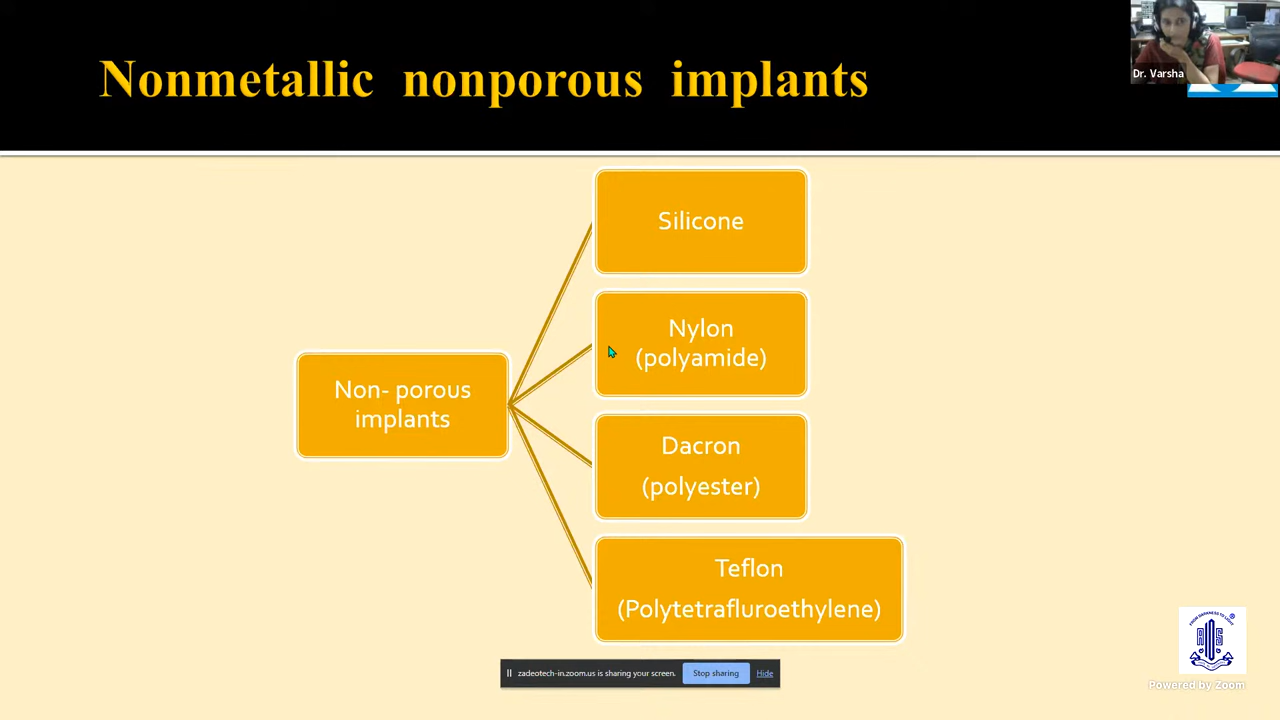 Nonmetallic nonporous implants
Dr. Varsha
Silicone
Nylon
(polyamide)
Non- porous
implants
Dacron
(polyester)
Teflon
(Polytetrafluroethylene)
zadeotech-in.zoom.us is sharing your screen. Stop sharing Hide
Powered by Zoom